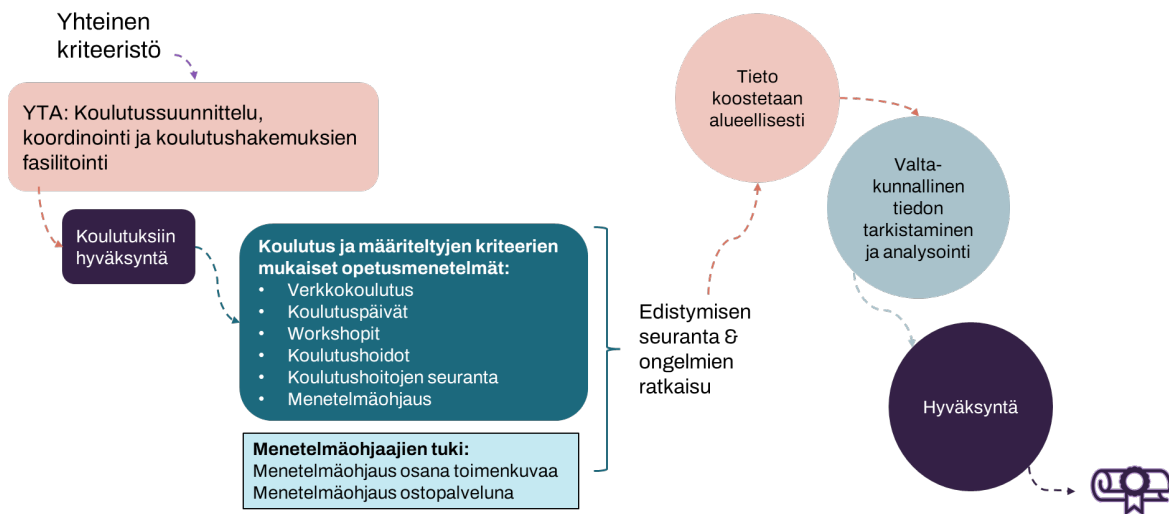 Yhteinen
kriteeristö
YTA: Koulutussuunnittelu,
koordinointi ja koulutushakemuksien
fasilitointi
Koulutuksiin
hyväksyntä
Koulutus ja määriteltyjen kriteerien
mukaiset opetusmenetelmät:
• Verkkokoulutus
• Koulutuspäivät
• Workshopit
• Koulutushoidot
• Koulutushoitojen seuranta
• Menetelmäohjaus
Menetelmäohjaajien tuki:
Menetelmäohjaus osana toimenkuvaa
Menetelmäohjaus ostopalveluna
Edistymisen
seuranta &
ongelmien
ratkaisu
Tieto
koostetaan
alueellisesti
Valta-
kunnallinen
tiedon
tarkistaminen
ja analysointi
Hyväksyntä